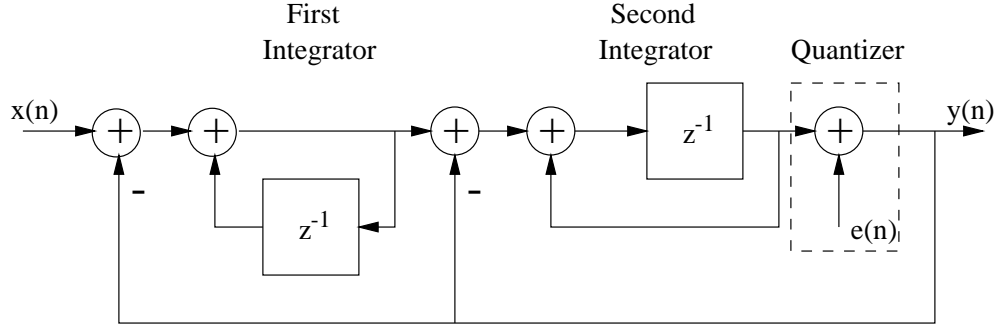 First
Integrator
Second
Integrator
Quantizer
x(n)
+
+
+
+
z⁻¹
+
y(n)
-
-
z⁻¹
e(n)